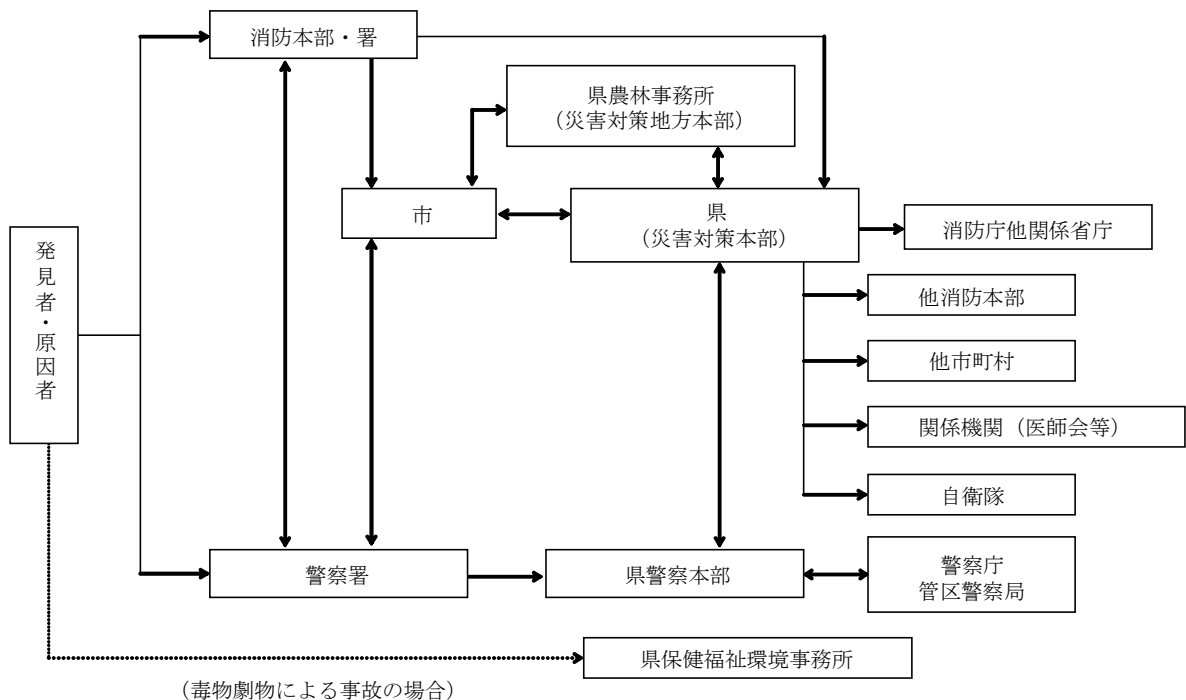 消防本部・署
県農林事務所
（災害対策地方本部）
市
県
（災害対策本部）
消防庁他関係省庁
発見者・原因者
他消防本部
他市町村
関係機関（医師会等）
自衛隊
警察署
県警察本部
警察庁
管区警察局
県保健福祉環境事務所
（毒物劇物による事故の場合）